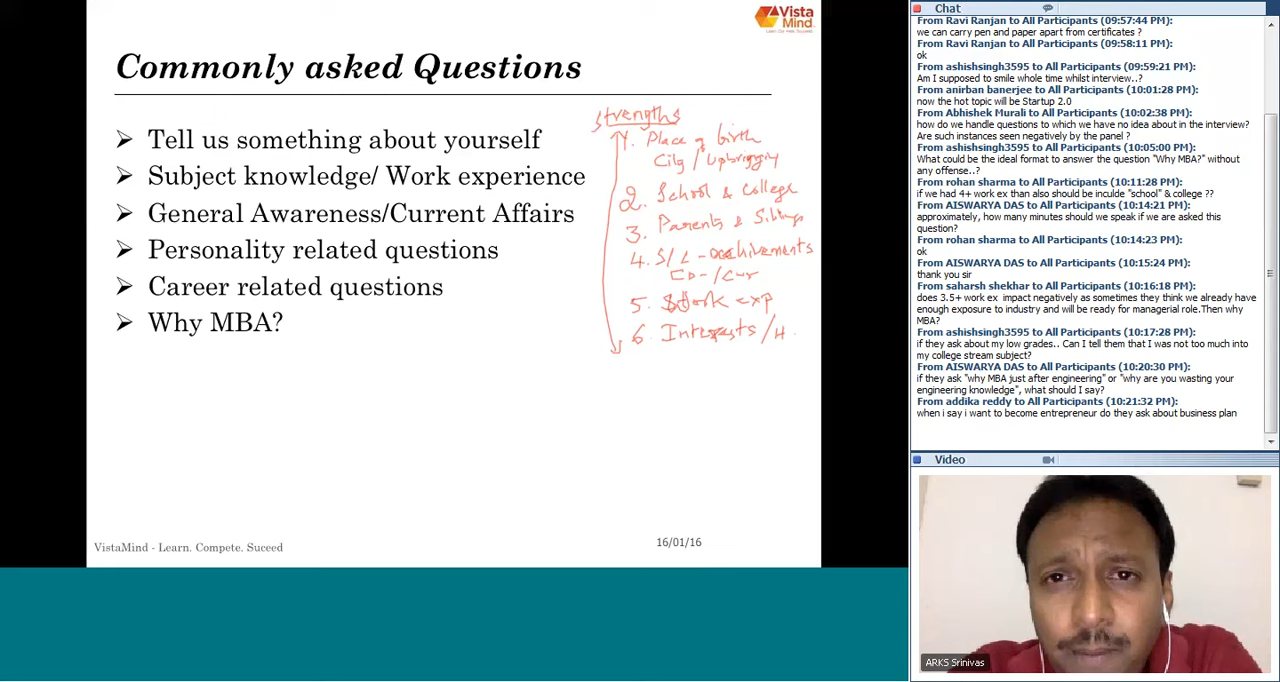 Vista
Mind
Commonly asked Questions
➢ Tell us something about yourself
➢ Subject knowledge/ Work experience
➢ General Awareness/Current Affairs
➢ Personality related questions
➢ Career related questions
➢ Why MBA?
Strengths
1. Place of birth
City /
2. School & College
3. Parents & Siblings
4. S/C -
5. Work exp
6. Interests/H
VistaMind - Learn. Compete. Suceed
16/01/16
Chat
From Ravi Ranjan to All Participants (09:57:44 PM):
we can carry pen and paper apart from certificates ?
From Ravi Ranjan to All Participants (09:58:11 PM):
ok
From ashishsingh3595 to All Participants (09:59:21 PM):
Am I supposed to smile whole time whilst interview..?
From anirban banerjee to All Participants (10:01:28 PM):
now the hot topic will be Startup 2.0
From Abhishek Murali to All Participants (10:02:38 PM):
how do we handle questions to which we have no idea about in the interview?
Are such instances seen negatively by the panel ?
From ashishsingh3595 to All Participants (10:05:00 PM):
What could be the ideal format to answer the question "Why MBA?" without
any offense..?
From rohan sharma to All Participants (10:11:28 PM):
if we had 4+ work ex than also should be inculde "school" & college ??
From AISWARYA DAS to All Participants (10:14:21 PM):
approximately, how many minutes should we speak if we are asked this
question?
From rohan sharma to All Participants (10:14:23 PM):
ok
From AISWARYA DAS to All Participants (10:15:24 PM):
thank you sir
From saharsh shekhar to All Participants (10:16:18 PM):
does 3.5+ work ex impact negatively as sometimes they think we already have
enough exposure to industry and will be ready for managerial role.Then why
MBA?
From ashishsingh3595 to All Participants (10:17:28 PM):
if they ask about my low grades.. Can I tell them that I was not too much into
my college stream subject?
From AISWARYA DAS to All Participants (10:20:30 PM):
if they ask "why MBA just after engineering" or "why are you wasting your
engineering knowledge", what should I say?
From addika reddy to All Participants (10:21:32 PM):
when i say i want to become entrepreneur do they ask about business plan
Video
ARKS Srinivas